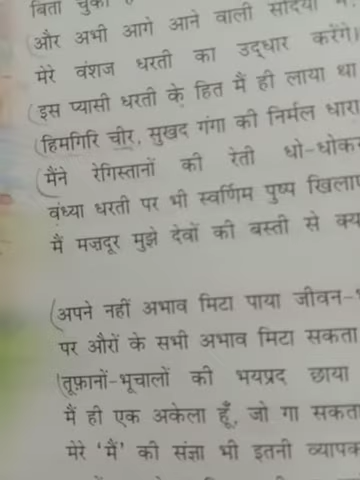 बिता चुका
(और अभी आगे आने वाली सदियाँ में
मेरे वंशज धरती का उद्धार करेंगे।
(इस प्यासी धरती के हित मैं ही लाया था
(हिमगिरि चीर, सुखद गंगा की निर्मल धारा
(मैंने रेगिस्तानों की रेती धो-धोकर
वंध्या धरती पर भी स्वर्णिम पुष्प खिलाए
मैं मज़दूर मुझे देवों की बस्ती से क्या
(अपने नहीं अभाव मिटा पाया जीवन-
पर औरों के सभी अभाव मिटा सकता
(तूफ़ानों-भूचालों की भयप्रद छाया
मैं ही एक अकेला हूँ, जो गा सकता
मेरे 'मैं' की संज्ञा भी इतनी व्यापक